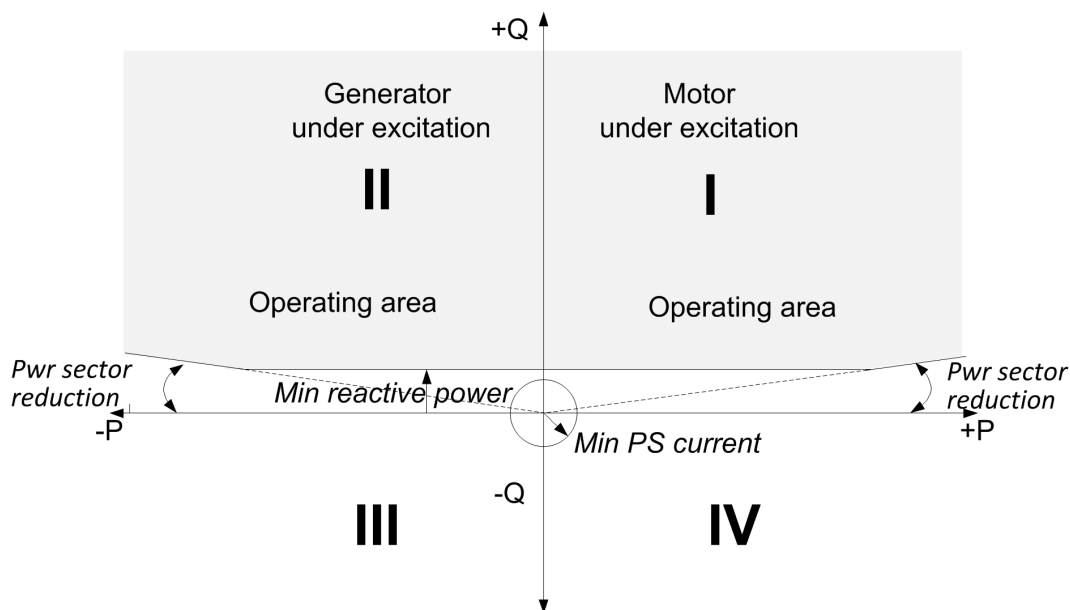 +Q
Generator
under excitation
II
Motor
under excitation
I
Operating area
Operating area
Pwr sector
reduction
Min reactive power
Pwr sector
reduction
-P
+P
Min PS current
-Q
III
IV